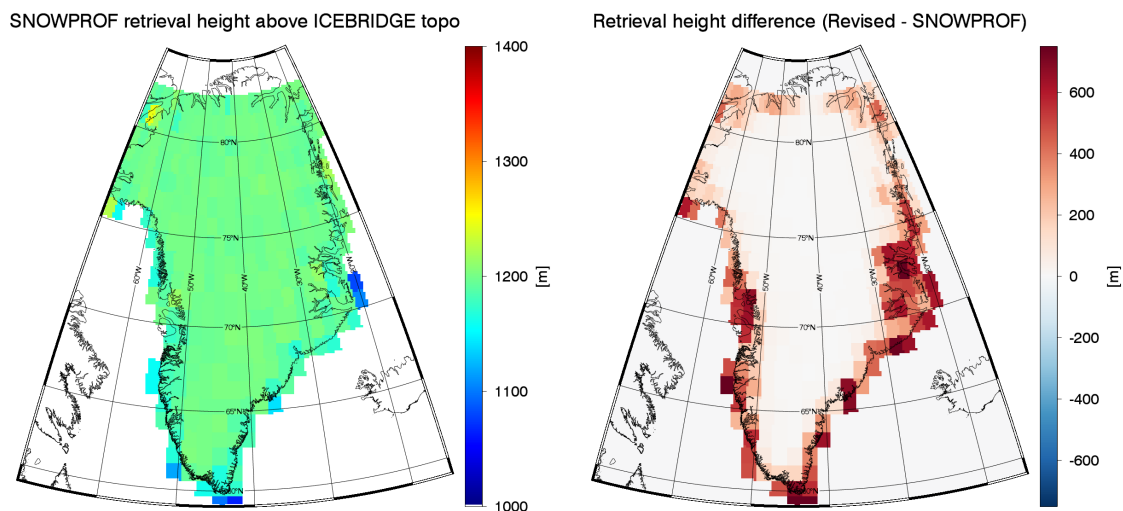 SNOWPROF retrieval height above ICEBRIDGE topo
1400
1300
1200
1100
1000
[m]
80°N
75°N
70°N
65°N
60°W
50°W
40°W
30°W
Retrieval height difference (Revised - SNOWPROF)
600
400
200
0
-200
-400
-600
[m]
80°N
75°N
70°N
65°N
60°W
50°W
40°W
30°W